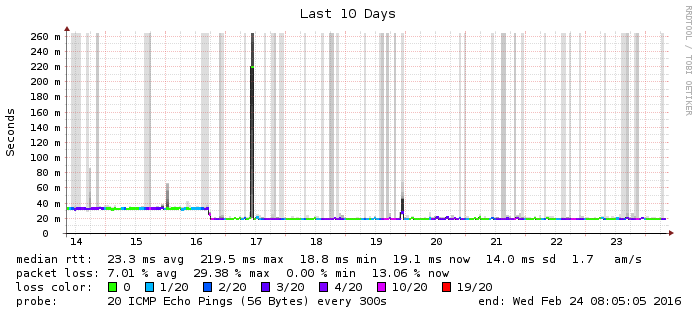 Last 10 Days
RRDTOOL / TOBI OETIKER
Seconds
260 m
240 m
220 m
200 m
180 m
160 m
140 m
120 m
100 m
80 m
60 m
40 m
20 m
0
14 15 16 17 18 19 20 21 22 23
median rtt: 23.3 ms avg 219.5 ms max 18.8 ms min 19.1 ms now 14.0 ms sd 1.7 am/s
packet loss: 7.01 % avg 29.38 % max 0.00 % min 13.06 % now
loss color: 0 1/20 2/20 3/20 4/20 10/20 19/20
probe: 20 ICMP Echo Pings (56 Bytes) every 300s end: Wed Feb 24 08:05:05 2016